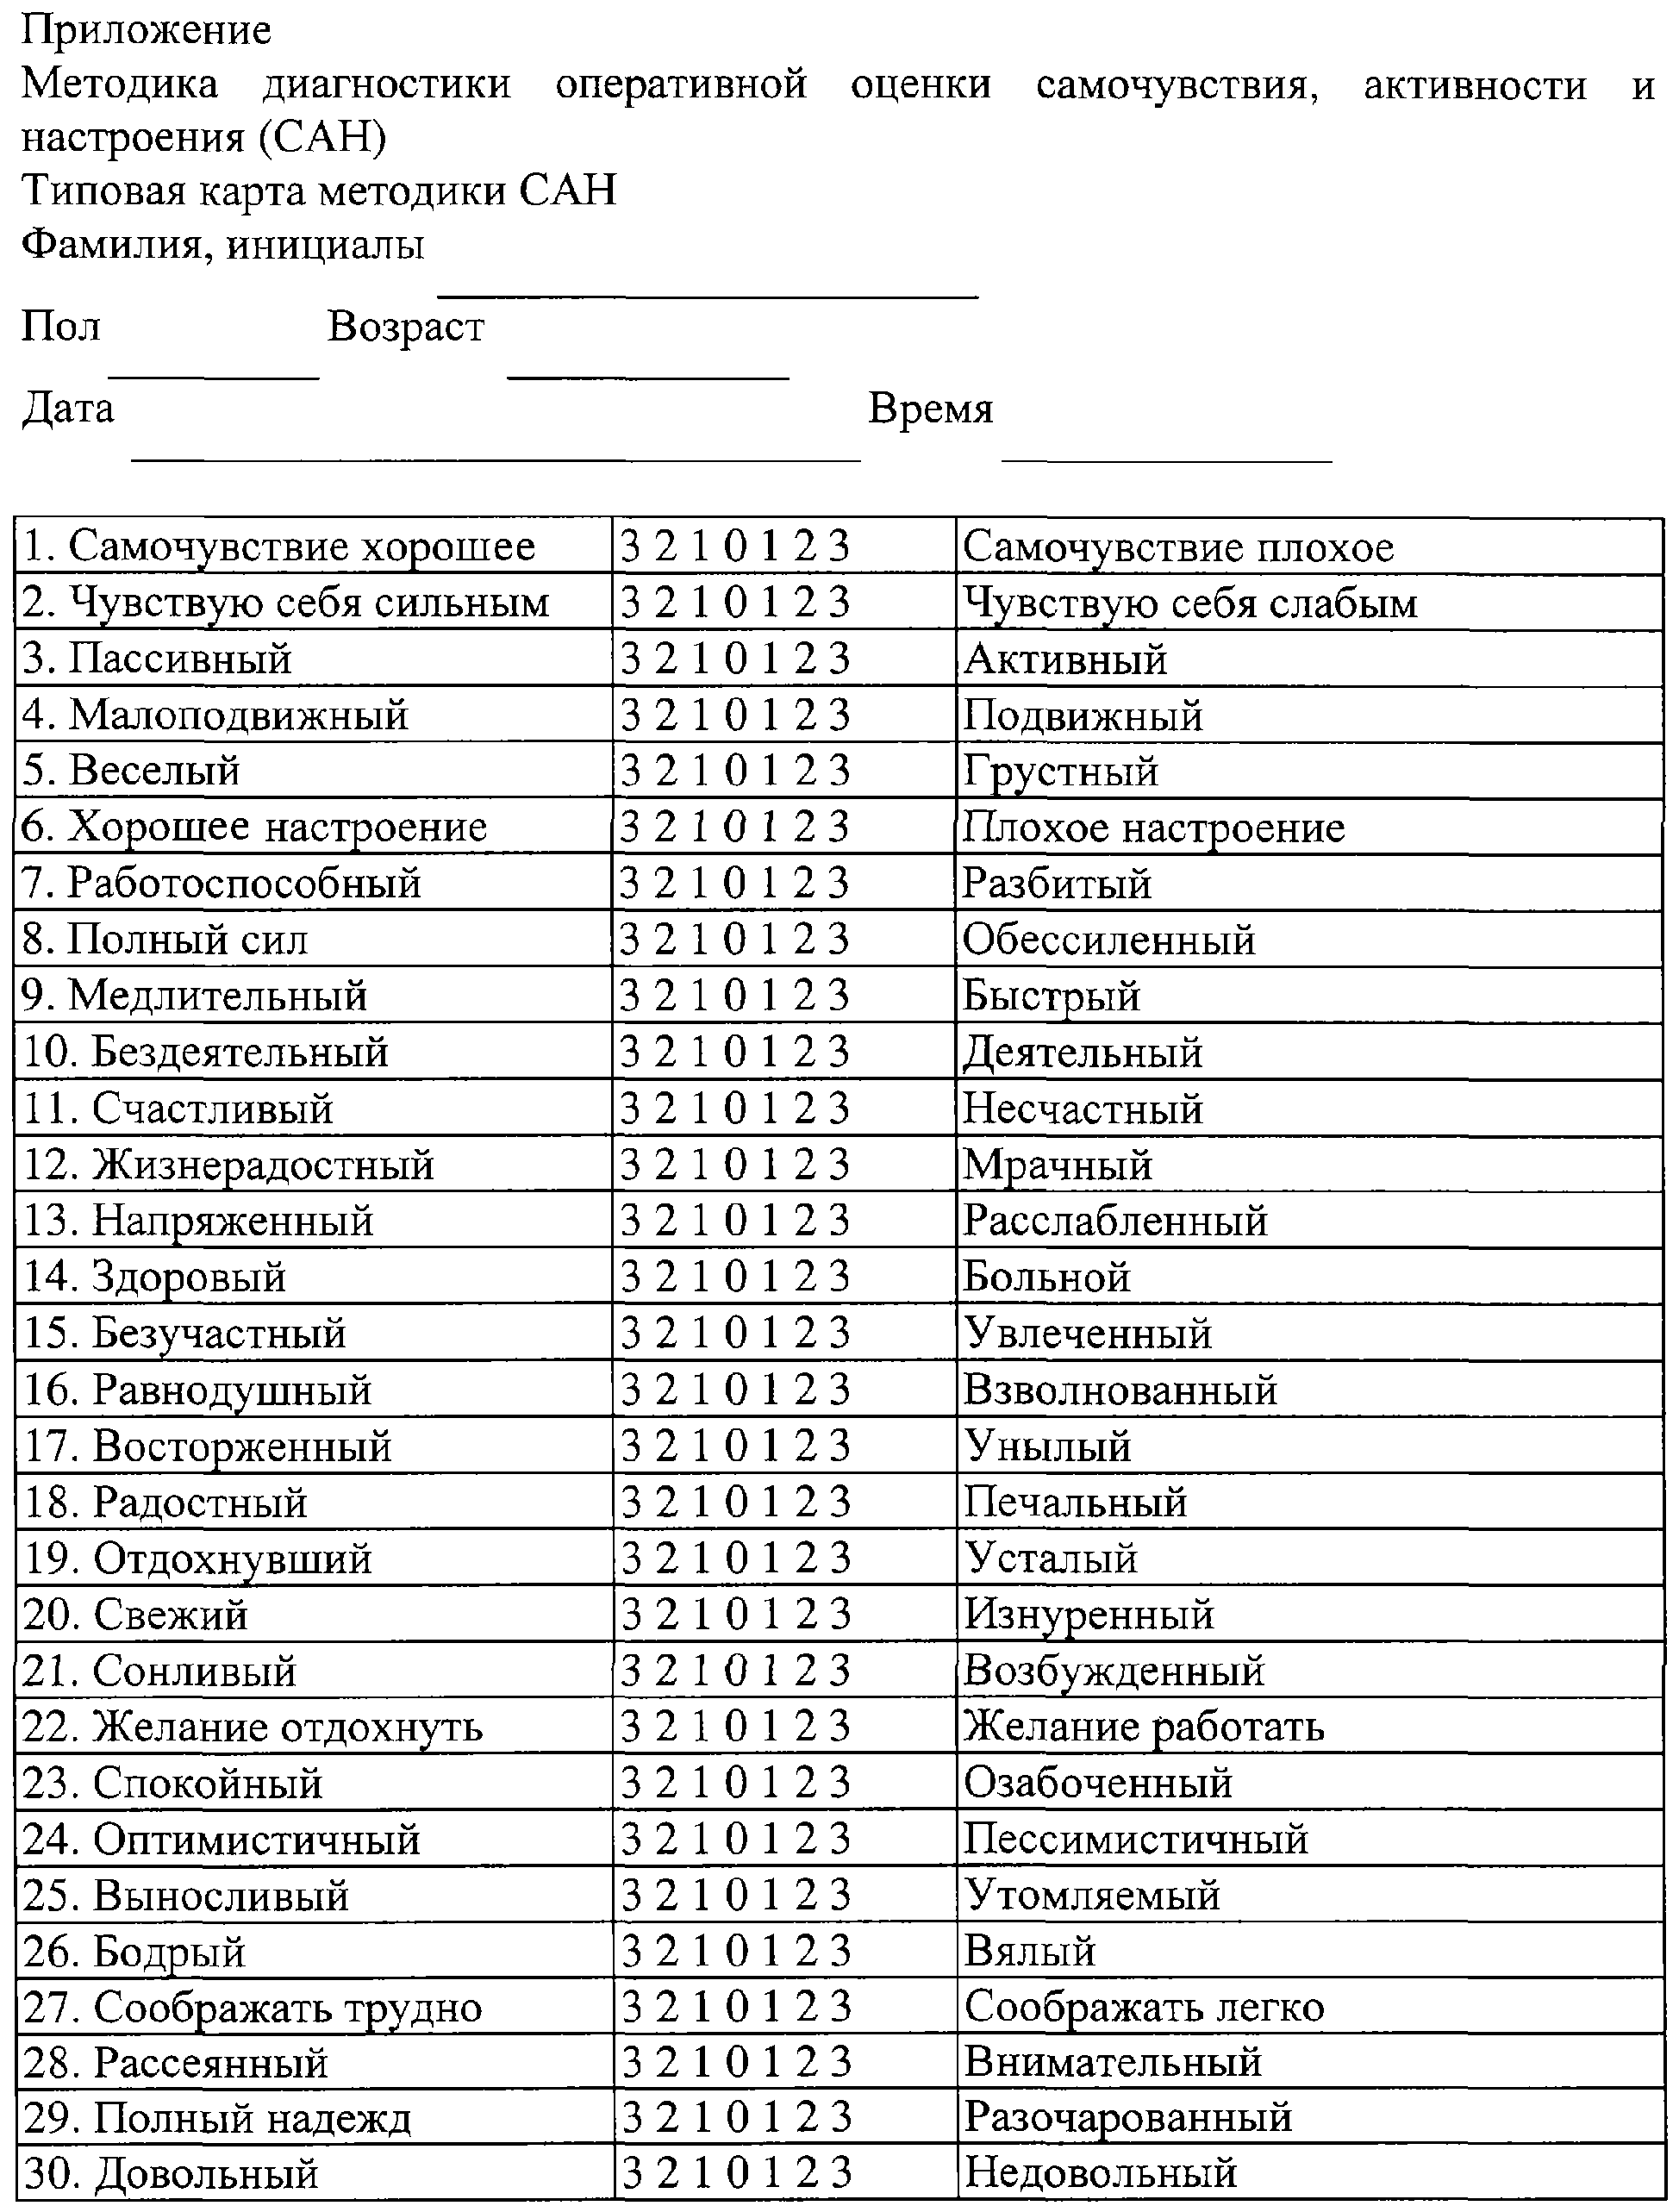 Приложение
Методика диагностики оперативной оценки самочувствия, активности и
настроения (САН)
Типовая карта методики САН
Фамилия, инициалы
Пол Возраст
Дата Время
1. Самочувствие хорошее 3 2 1 0 1 2 3 Самочувствие плохое
2. Чувствую себя сильным 3 2 1 0 1 2 3 Чувствую себя слабым
3. Пассивный 3 2 1 0 1 2 3 Активный
4. Малоподвижный 3 2 1 0 1 2 3 Подвижный
5. Веселый 3 2 1 0 1 2 3 Грустный
6. Хорошее настроение 3 2 1 0 1 2 3 Плохое настроение
7. Работоспособный 3 2 1 0 1 2 3 Разбитый
8. Полный сил 3 2 1 0 1 2 3 Обессиленный
9. Медлительный 3 2 1 0 1 2 3 Быстрый
10. Бездеятельный 3 2 1 0 1 2 3 Деятельный
11. Счастливый 3 2 1 0 1 2 3 Несчастный
12. Жизнерадостный 3 2 1 0 1 2 3 Мрачный
13. Напряженный 3 2 1 0 1 2 3 Расслабленный
14. Здоровый 3 2 1 0 1 2 3 Больной
15. Безучастный 3 2 1 0 1 2 3 Увлеченный
16. Равнодушный 3 2 1 0 1 2 3 Взволнованный
17. Восторженный 3 2 1 0 1 2 3 Унылый
18. Радостный 3 2 1 0 1 2 3 Печальный
19. Отдохнувший 3 2 1 0 1 2 3 Усталый
20. Свежий 3 2 1 0 1 2 3 Изнуренный
21. Сонливый 3 2 1 0 1 2 3 Возбужденный
22. Желание отдохнуть 3 2 1 0 1 2 3 Желание работать
23. Спокойный 3 2 1 0 1 2 3 Озабоченный
24. Оптимистичный 3 2 1 0 1 2 3 Пессимистичный
25. Выносливый 3 2 1 0 1 2 3 Утомляемый
26. Бодрый 3 2 1 0 1 2 3 Вялый
27. Соображать трудно 3 2 1 0 1 2 3 Соображать легко
28. Рассеянный 3 2 1 0 1 2 3 Внимательный
29. Полный надежд 3 2 1 0 1 2 3 Разочарованный
30. Довольный 3 2 1 0 1 2 3 Недовольный